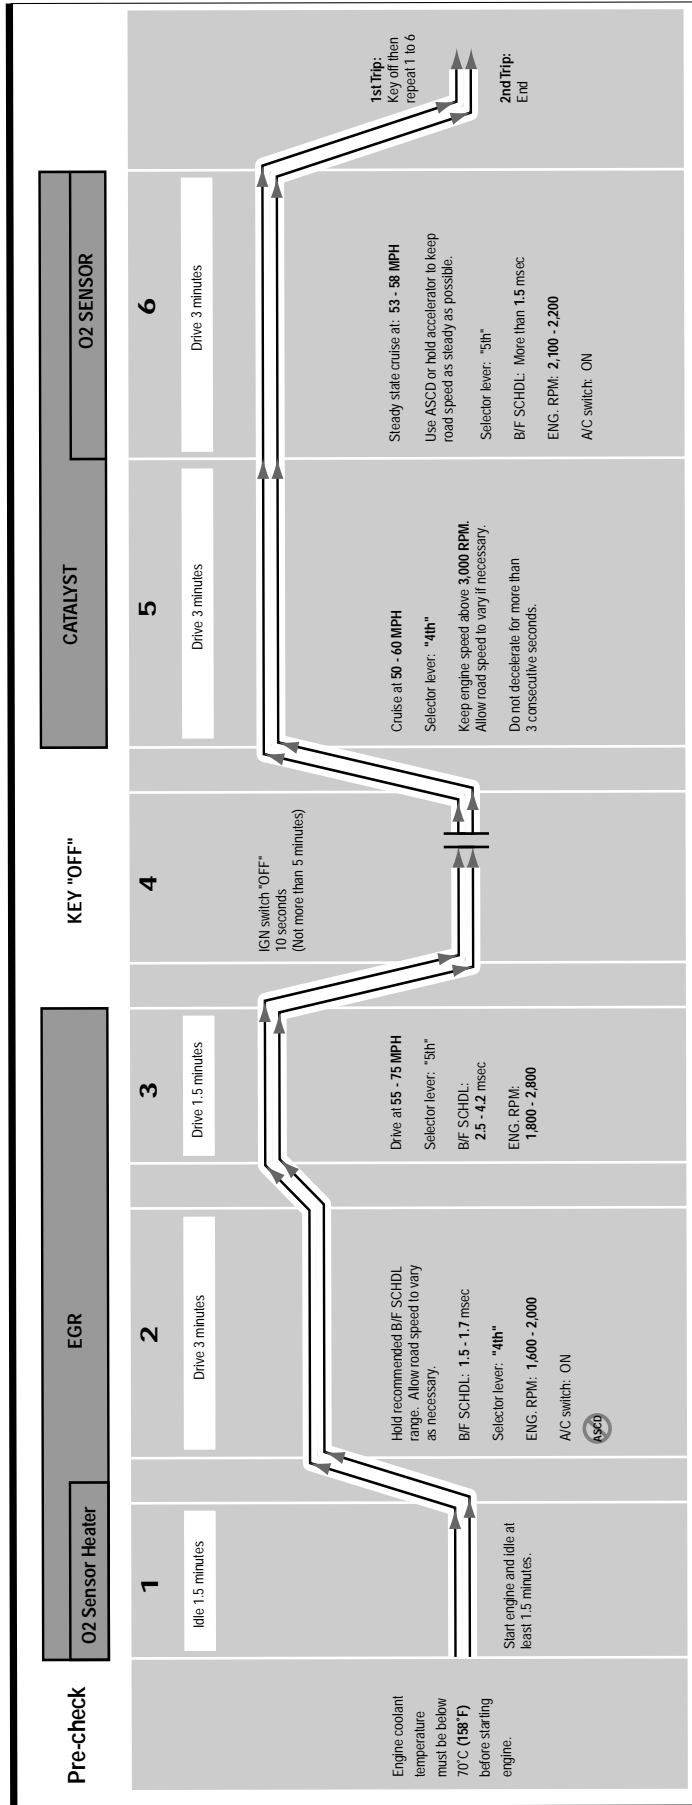 Pre-check
EGR
O2 Sensor Heater
KEY "OFF"
CATALYST
O2 SENSOR
Engine coolant
temperature
must be below
70˚C (158˚F)
before starting
engine.
1
Idle 1.5 minutes
Start engine and idle at
least 1.5 minutes.
2
Drive 3 minutes
Hold recommended B/F SCHDL
range. Allow road speed to vary
as necessary.
B/F SCHDL: 1.5 - 1.7 msec
Selector lever: "4th"
ENG. RPM: 1,600 - 2,000
A/C switch: ON
ASCD
3
Drive 1.5 minutes
Drive at 55 - 75 MPH
Selector lever: "5th"
B/F SCHDL:
2.5 - 4.2 msec
ENG. RPM:
1,800 - 2,800
4
IGN switch "OFF"
10 seconds
(Not more than 5 minutes)
5
Drive 3 minutes
Cruise at 50 - 60 MPH
Selector lever: "4th"
Keep engine speed above 3,000 RPM.
Allow road speed to vary if necessary.
Do not decelerate for more than
3 consecutive seconds.
6
Drive 3 minutes
Steady state cruise at: 53 - 58 MPH
Use ASCD or hold accelerator to keep
road speed as steady as possible.
Selector lever: "5th"
B/F SCHDL: More than 1.5 msec
ENG. RPM: 2,100 - 2,200
A/C switch: ON
1st Trip:
Key off then
repeat 1 to 6
2nd Trip:
End